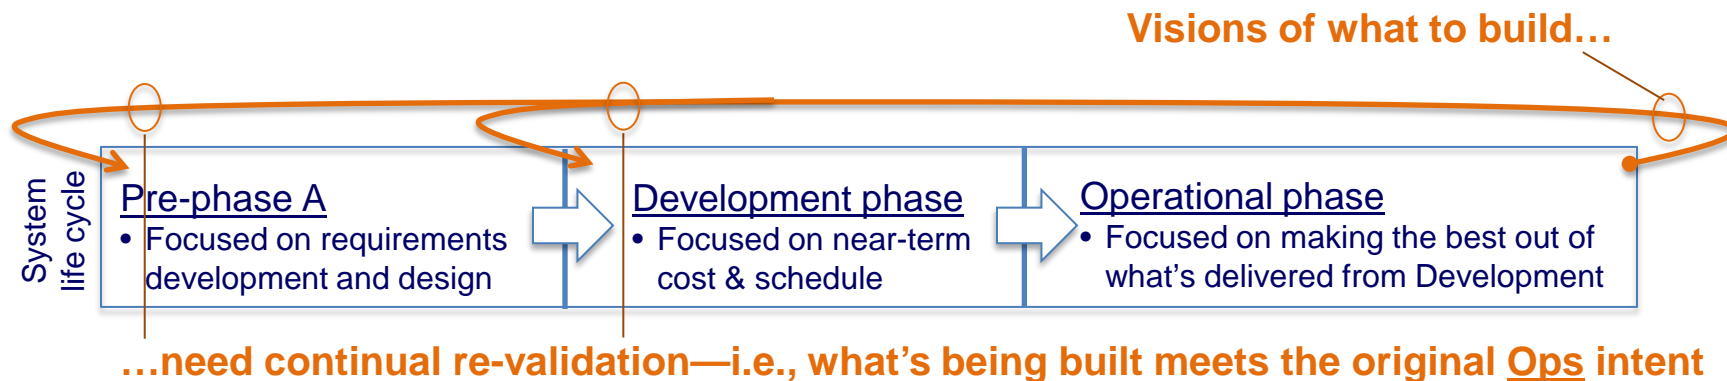 Visions of what to build…
System
life cycle
Pre-phase A
• Focused on requirements
development and design
Development phase
• Focused on near-term
cost & schedule
Operational phase
• Focused on making the best out of
what’s delivered from Development
…need continual re-validation—i.e., what’s being built meets the original Ops intent